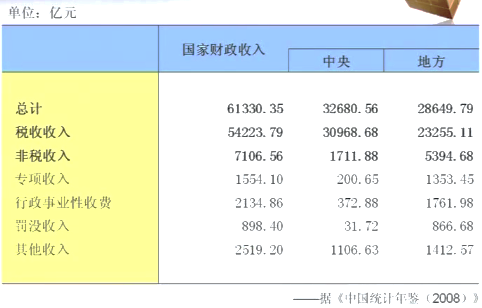 单位：亿元
国家财政收入
中央 地方
总计 61330.35 32680.56 28649.79
税收收入 54223.79 30968.68 23255.11
非税收入 7106.56 1711.88 5394.68
专项收入 1554.10 200.65 1353.45
行政事业性收费 2134.86 372.88 1761.98
罚没收入 898.40 31.72 866.68
其他收入 2519.20 1106.63 1412.57
——据《中国统计年鉴（2008）》